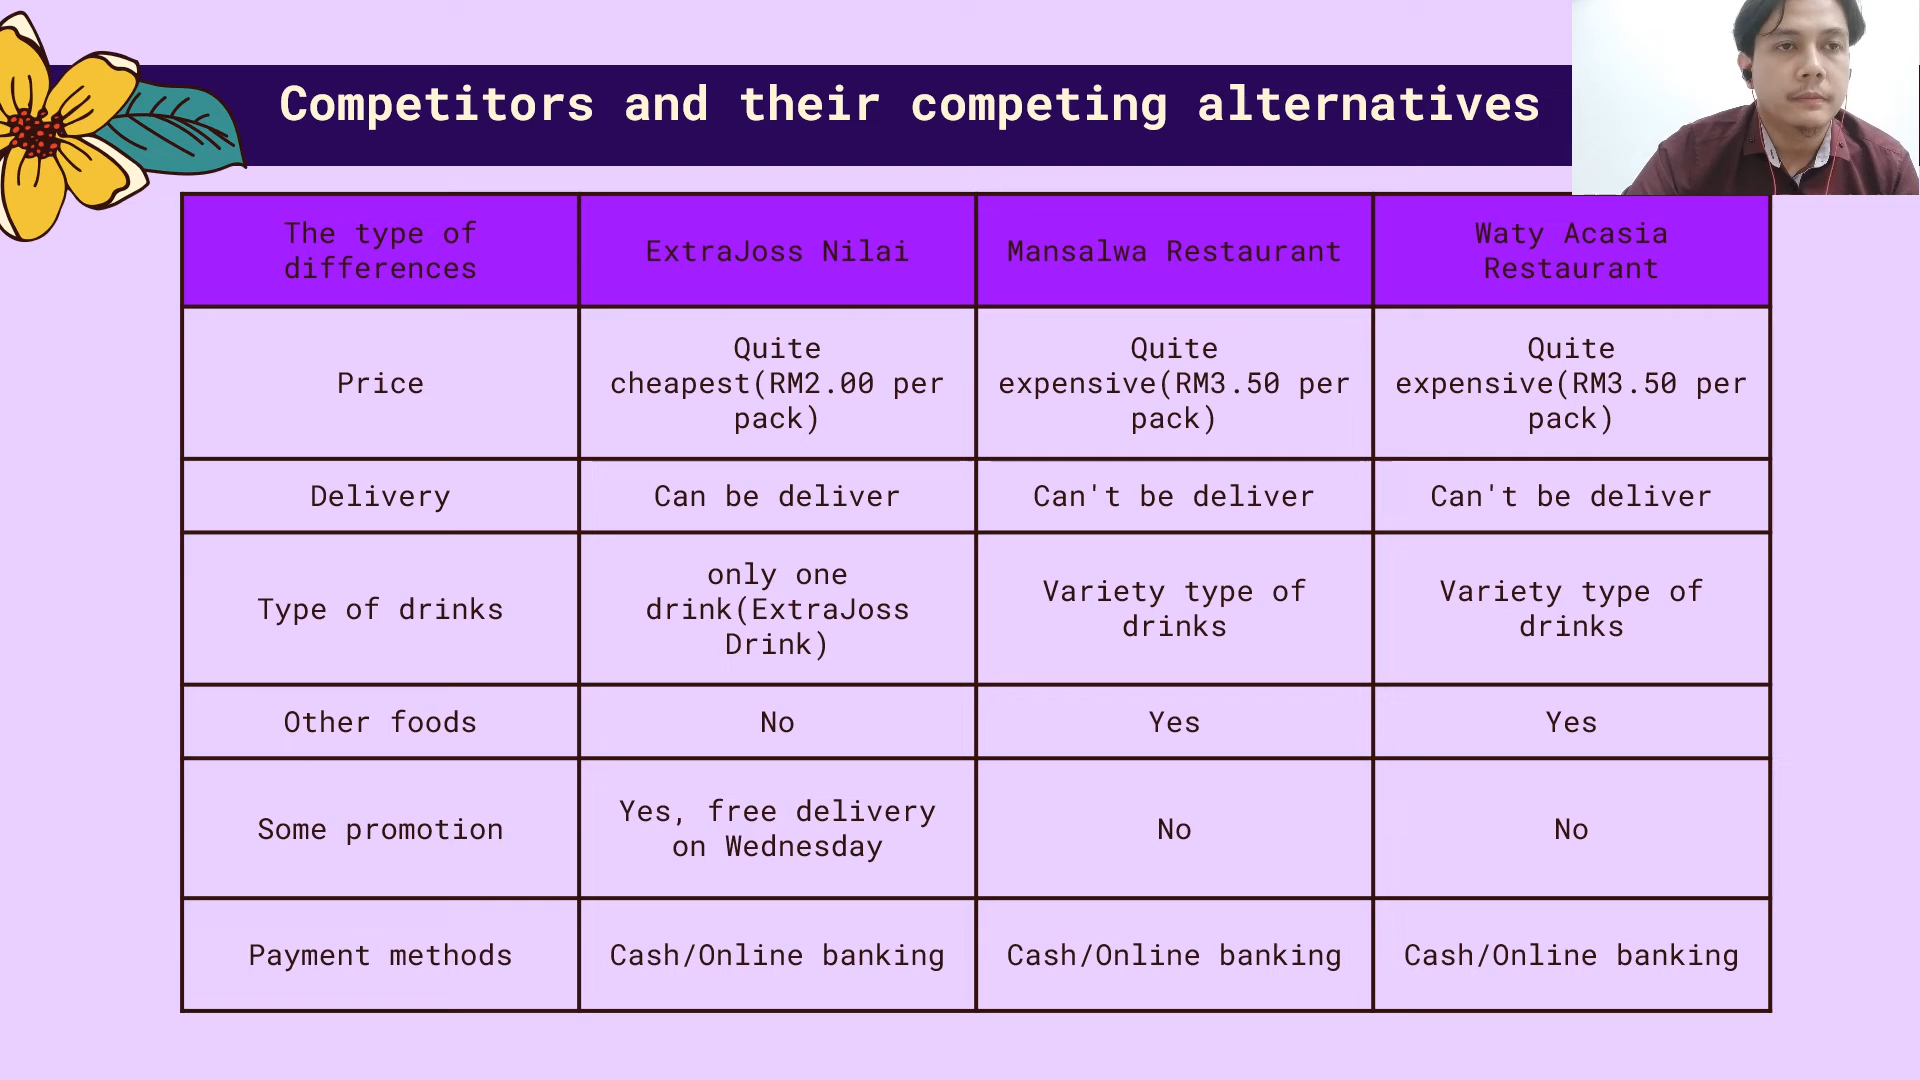 Competitors and their competing alternatives
The type of
differences
ExtraJoss Nilai
Mansalwa Restaurant
Waty Acasia
Restaurant
Price
Quite
cheapest(RM2.00 per
pack)
Quite
expensive(RM3.50 per
pack)
Quite
expensive(RM3.50 per
pack)
Delivery
Can be deliver
Can't be deliver
Can't be deliver
Type of drinks
only one
drink(ExtraJoss
Drink)
Variety type of
drinks
Variety type of
drinks
Other foods
No
Yes
Yes
Some promotion
Yes, free delivery
on Wednesday
No
No
Payment methods
Cash/Online banking
Cash/Online banking
Cash/Online banking